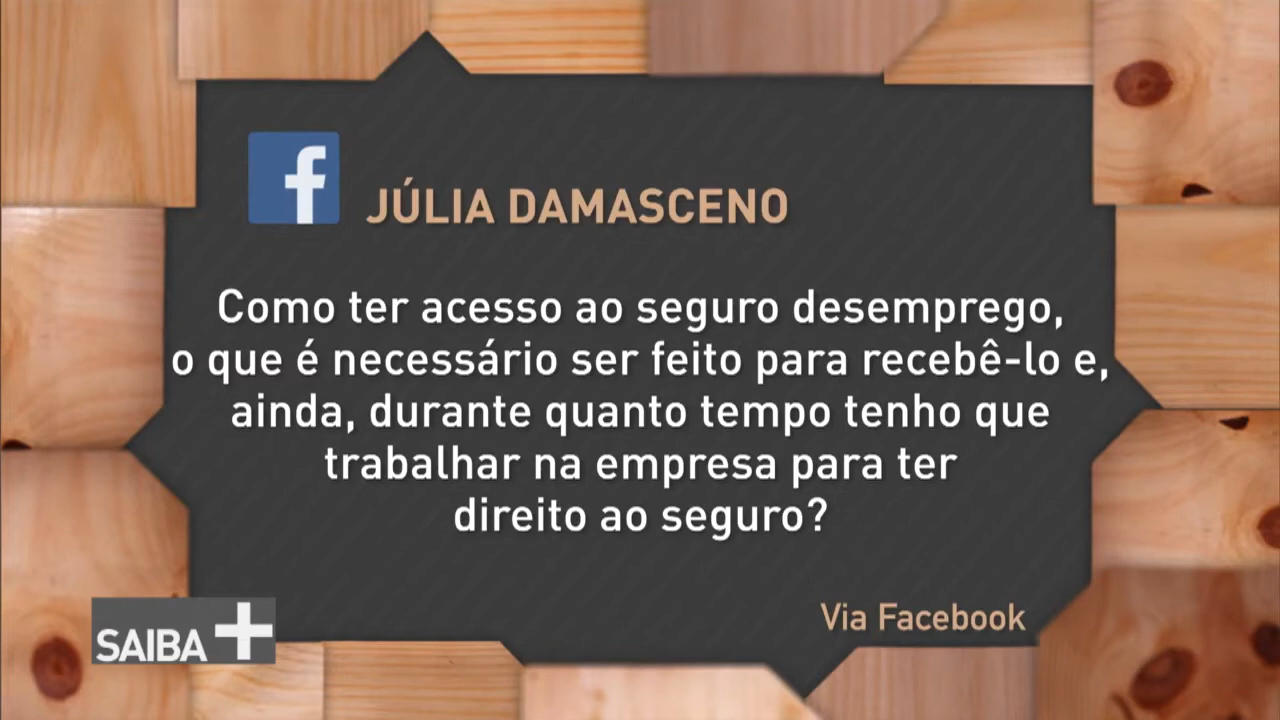 f
JÚLIA DAMASCENO
Como ter acesso ao seguro desemprego,
o que é necessário ser feito para recebê-lo e,
ainda, durante quanto tempo tenho que
trabalhar na empresa para ter
direito ao seguro?
Via Facebook
SAIBA+